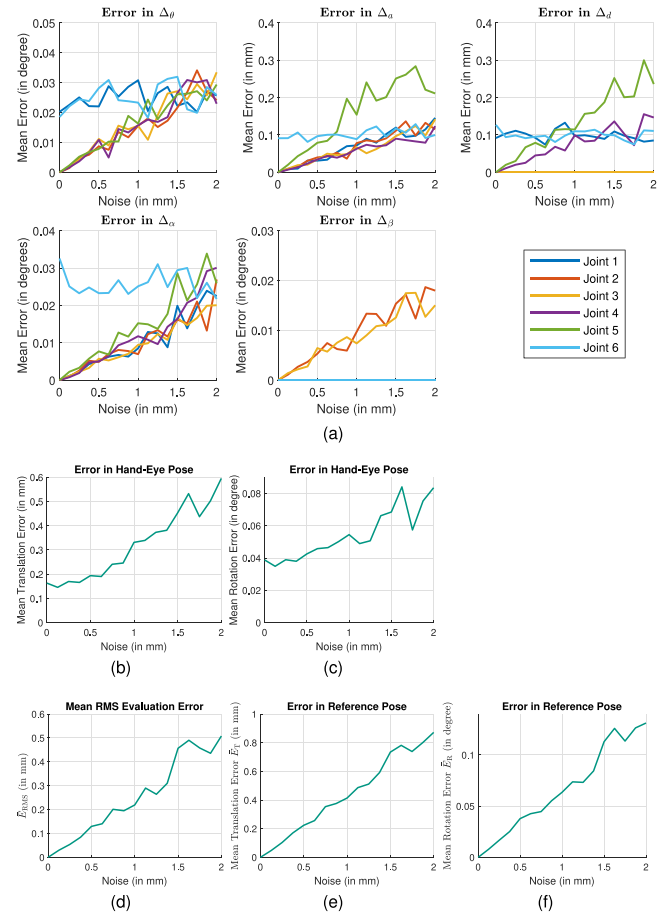 Error in Δθ
Mean Error (in degree)
0.05
0.04
0.03
0.02
0.01
0
0 0.5 1 1.5 2
Noise (in mm)
Error in Δa
Mean Error (in mm)
0.4
0.3
0.2
0.1
0
0 0.5 1 1.5 2
Noise (in mm)
Error in Δd
Mean Error (in mm)
0.4
0.3
0.2
0.1
0
0 0.5 1 1.5 2
Noise (in mm)
Error in Δα
Mean Error (in degrees)
0.04
0.03
0.02
0.01
0
0 0.5 1 1.5 2
Noise (in mm)
Error in Δβ
Mean Error (in degrees)
0.03
0.02
0.01
0
0 0.5 1 1.5 2
Noise (in mm)
Joint 1
Joint 2
Joint 3
Joint 4
Joint 5
Joint 6
(a)
Error in Hand-Eye Pose
Mean Translation Error (in mm)
0.6
0.5
0.4
0.3
0.2
0.1
0
0 0.5 1 1.5 2
Noise (in mm)
(b)
Error in Hand-Eye Pose
Mean Rotation Error (in degree)
0.08
0.06
0.04
0.02
0
0 0.5 1 1.5 2
Noise (in mm)
(c)
Mean RMS Evaluation Error
ĒRMS (in mm)
0.6
0.5
0.4
0.3
0.2
0.1
0
0 0.5 1 1.5 2
Noise (in mm)
(d)
Error in Reference Pose
Mean Translation Error ĒT (in mm)
1
0.8
0.6
0.4
0.2
0
0 0.5 1 1.5 2
Noise (in mm)
(e)
Error in Reference Pose
Mean Rotation Error ĒR (in degree)
0.1
0.05
0
0 0.5 1 1.5 2
Noise (in mm)
(f)